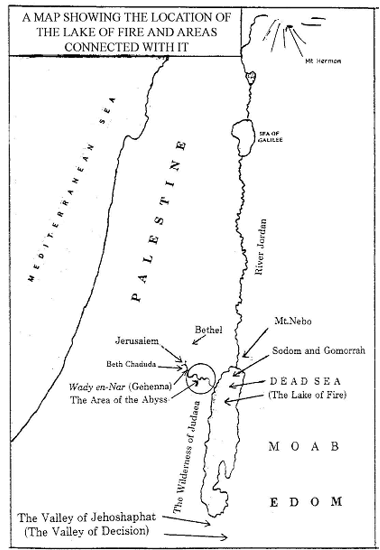 A MAP SHOWING THE LOCATION OF
THE LAKE OF FIRE AND AREAS
CONNECTED WITH IT
Mt Hermon
SEA OF
GALILEE
MEDITERRANEAN SEA
PALESTINE
River Jordan
Mt.Nebo
Bethel
Jerusalem
Sodom and Gomorrah
Beth Chaduda
DEAD SEA
(The Lake of Fire)
Wady en-Nar (Gehenna)
The Area of the Abyss
The Wilderness of Judaea
MOAB
EDOM
The Valley of Jehoshaphat
(The Valley of Decision)